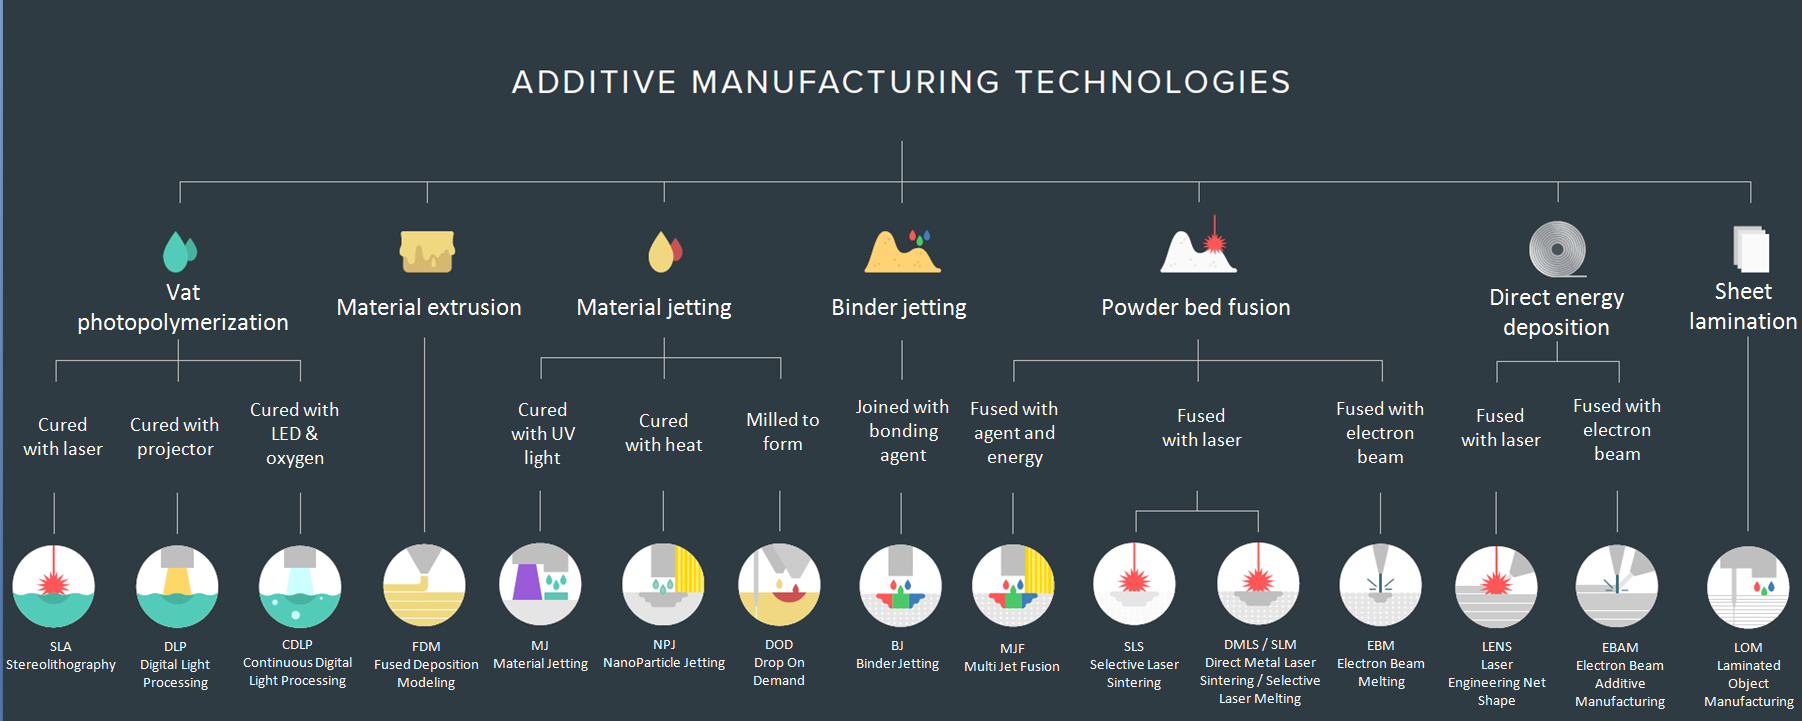 ADDITIVE MANUFACTURING TECHNOLOGIES
Vat
photopolymerization
Material extrusion
Material jetting
Binder jetting
Powder bed fusion
Direct energy
deposition
Sheet
lamination
Cured
with laser
Cured with
projector
Cured with
LED &
oxygen
Cured
with UV
light
Cured
with heat
Milled to
form
Joined with
bonding
agent
Fused with
agent and
energy
Fused
with laser
Fused with
electron
beam
Fused
with laser
Fused with
electron
beam
SLA
Stereolithography
DLP
Digital Light
Processing
CDLP
Continuous Digital
Light Processing
FDM
Fused Deposition
Modeling
MJ
Material Jetting
NPJ
NanoParticle Jetting
DOD
Drop On
Demand
BJ
Binder Jetting
MJF
Multi Jet Fusion
SLS
Selective Laser
Sintering
DMLS / SLM
Direct Metal Laser
Sintering / Selective
Laser Melting
EBM
Electron Beam
Melting
LENS
Laser
Engineering Net
Shape
EBAM
Electron Beam
Additive
Manufacturing
LOM
Laminated
Object
Manufacturing